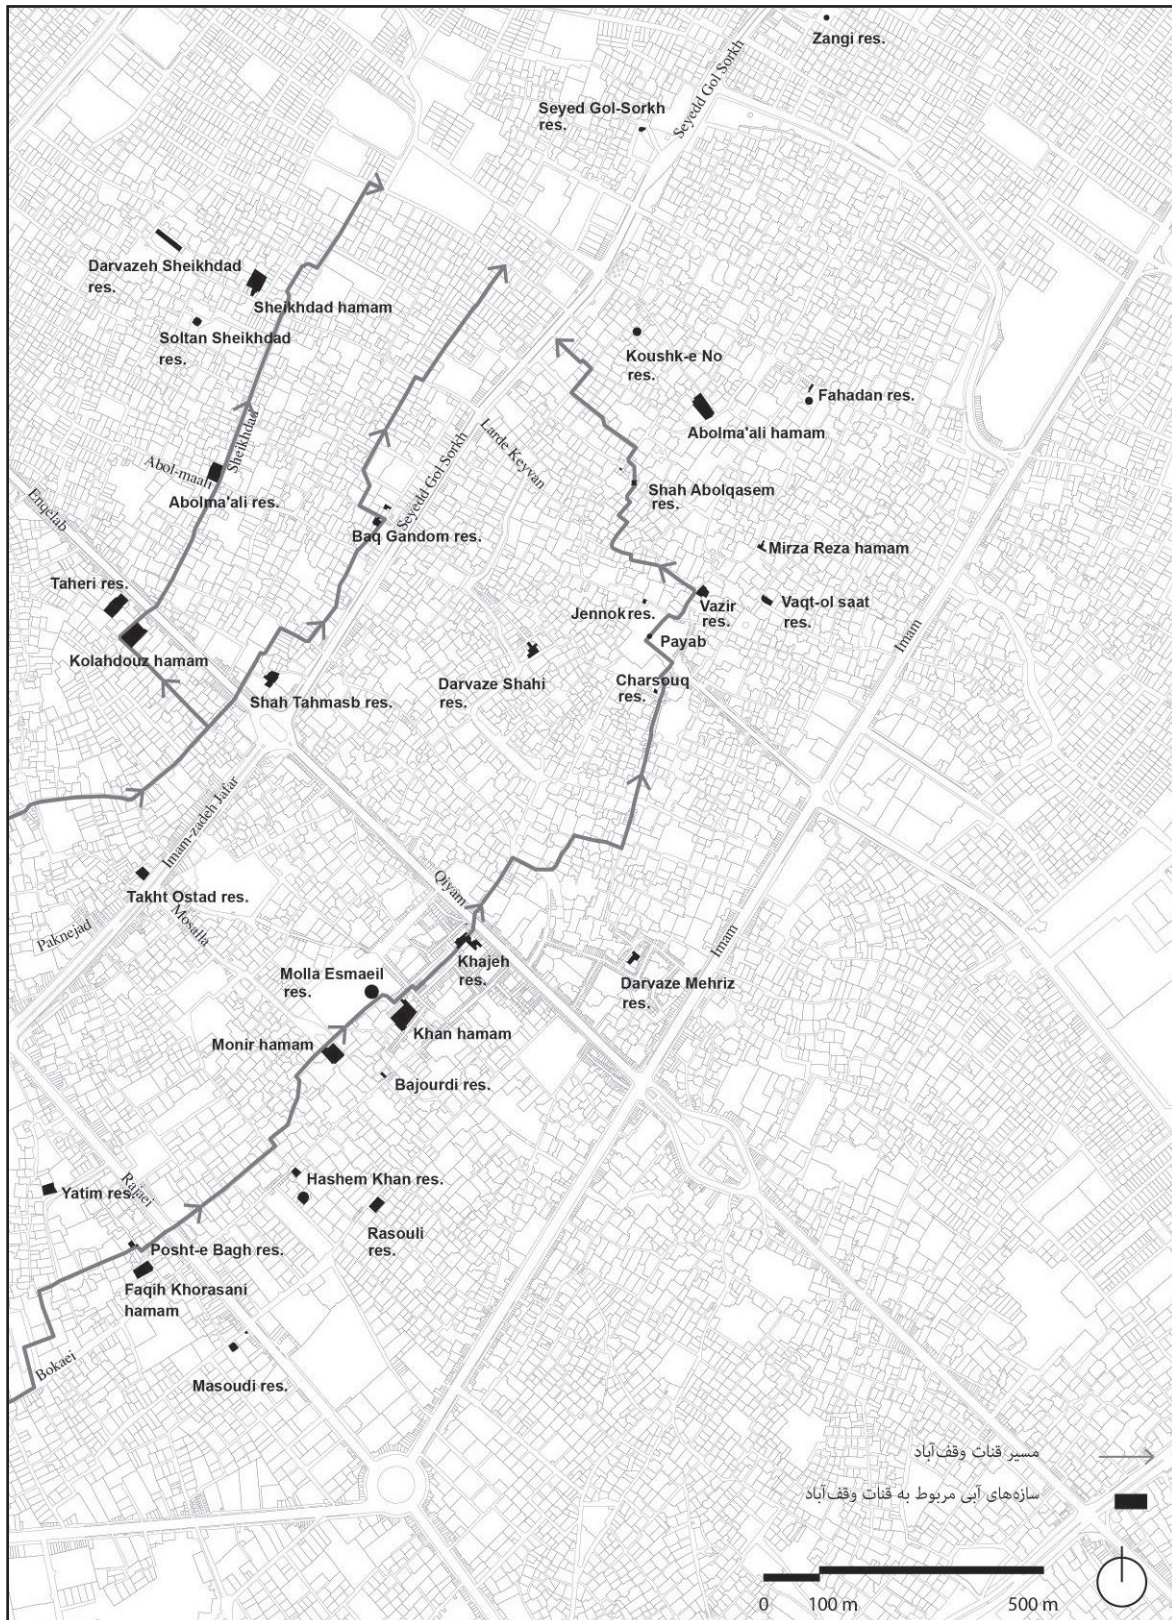 Zangi res.
Seyedd Gol Sorkh
Seyed Gol-Sorkh
res.
Darvazeh Sheikhdad
res.
Sheikhdad hamam
Soltan Sheikhdad
res.
Koushk-e No
res.
Fahadan res.
Abolma'ali hamam
Sheikhdad
Larde Keyvan
Seyedd Gol Sorkh
Abol-maali
Abolma'ali res.
Enqelab
Shah Abolqasem
res.
Baq Gandom res.
Mirza Reza hamam
Taheri res.
Jennok res.
Vazir
res.
Vaqt-ol saat
res.
Imam
Payab
Kolahdouz hamam
Shah Tahmasb res.
Darvaze Shahi
res.
Charsouq
res.
Imam-zadeh Jafar
Takht Ostad res.
Qiyam
Paknejad
Mosalla
Imam
Khajeh
res.
Molla Esmaeil
res.
Darvaze Mehriz
res.
Khan hamam
Monir hamam
Bajourdi res.
Hashem Khan res.
Rajaei
Yatim res.
Rasouli
res.
Posht-e Bagh res.
Faqih Khorasani
hamam
Bokaei
Masoudi res.
مسیر قنات وقف‌آباد
سازه‌های آبی مربوط به قنات وقف‌آباد
0 100 m 500 m